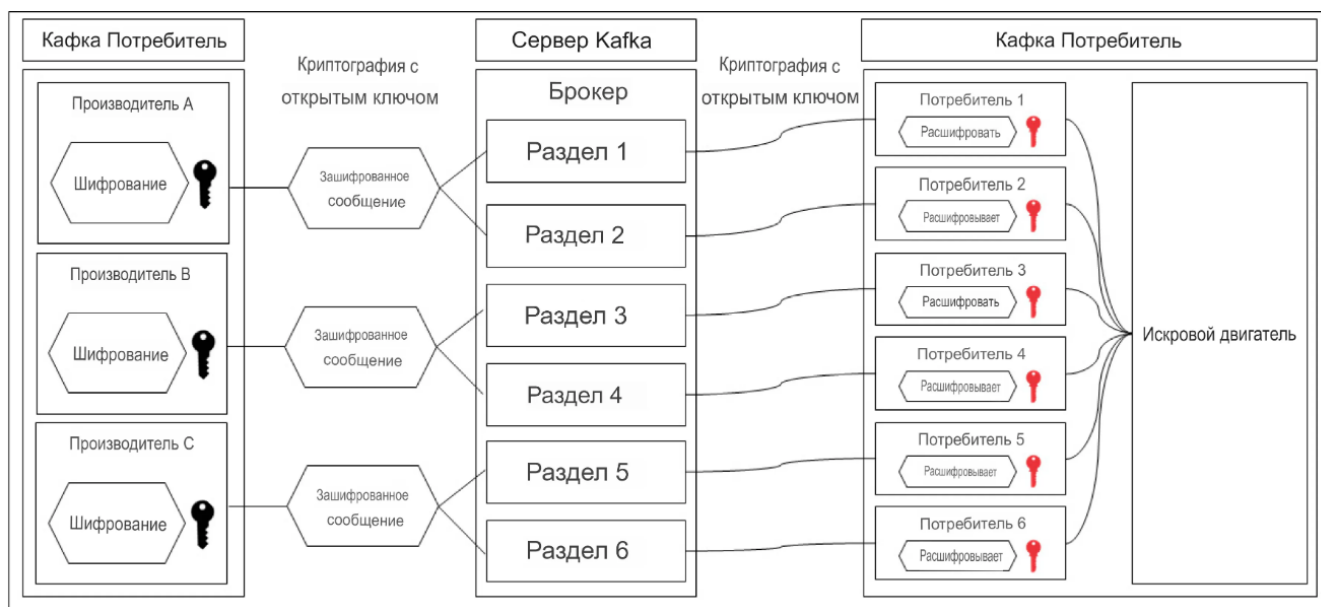 Кафка Потребитель
Производитель A
Шифрование
Производитель B
Шифрование
Производитель C
Шифрование
Криптография с
открытым ключом
Зашифрованное
сообщение
Зашифрованное
сообщение
Зашифрованное
сообщение
Сервер Kafka
Брокер
Раздел 1
Раздел 2
Раздел 3
Раздел 4
Раздел 5
Раздел 6
Криптография с
открытым ключом
Кафка Потребитель
Потребитель 1
Расшифровать
Потребитель 2
Расшифровывает
Потребитель 3
Расшифровать
Потребитель 4
Расшифровывает
Потребитель 5
Расшифровывает
Потребитель 6
Расшифровывает
Искровой двигатель